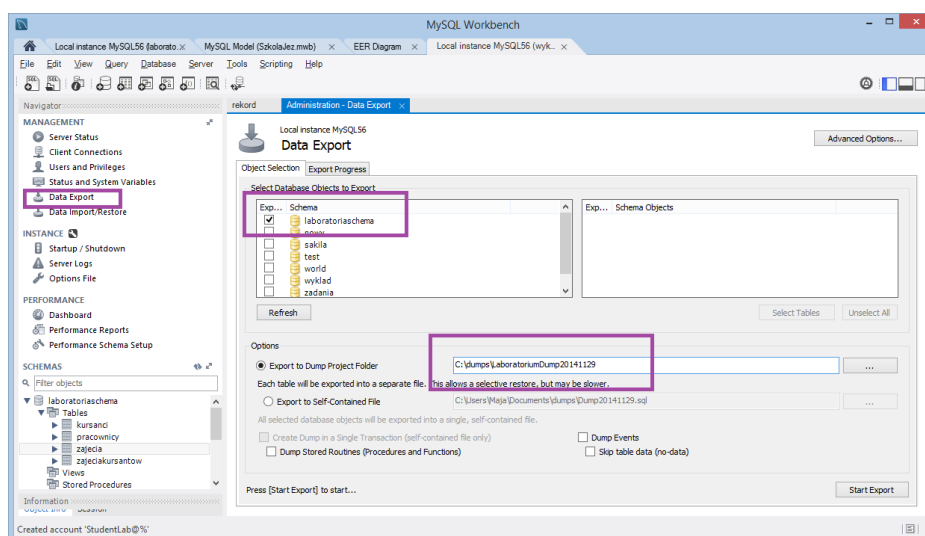 MySQL Workbench
Local instance MySQL56 (laborato.x
MySQL Model (SzkolaJez.mwb) ×
EER Diagram ×
Local instance MySQL56 (wyk... ×
File Edit View Query Database Server Tools Scripting Help
Navigator
MANAGEMENT
Server Status
Client Connections
Users and Privileges
Status and System Variables
Data Export
Data Import/Restore
INSTANCE
Startup / Shutdown
Server Logs
Options File
PERFORMANCE
Dashboard
Performance Reports
Performance Schema Setup
SCHEMAS
Filter objects
laboratoriaschema
Tables
kursanci
pracownicy
zajecia
zajeciakursantow
Views
Stored Procedures
Information
Object Info Session
rekord
Administration - Data Export ×
Local instance MySQL56
Data Export
Advanced Options...
Object Selection Export Progress
Select Database Objects to Export
Exp... Schema
laboratoriaschema
sakila
test
world
wyklad
zadania
Exp... Schema Objects
Refresh
Select Tables
Unselect All
Options
Export to Dump Project Folder
C:\dumps\LaboratoriumDump20141129
...
Each table will be exported into a separate file. This allows a selective restore, but may be slower.
Export to Self-Contained File
C:\Users\Maja\Documents\dumps\Dump20141129.sql
...
All selected database objects will be exported into a single, self-contained file.
Create Dump in a Single Transaction (self-contained file only)
Dump Events
Dump Stored Routines (Procedures and Functions)
Skip table data (no-data)
Press [Start Export] to start...
Start Export
Created account 'StudentLab@%'